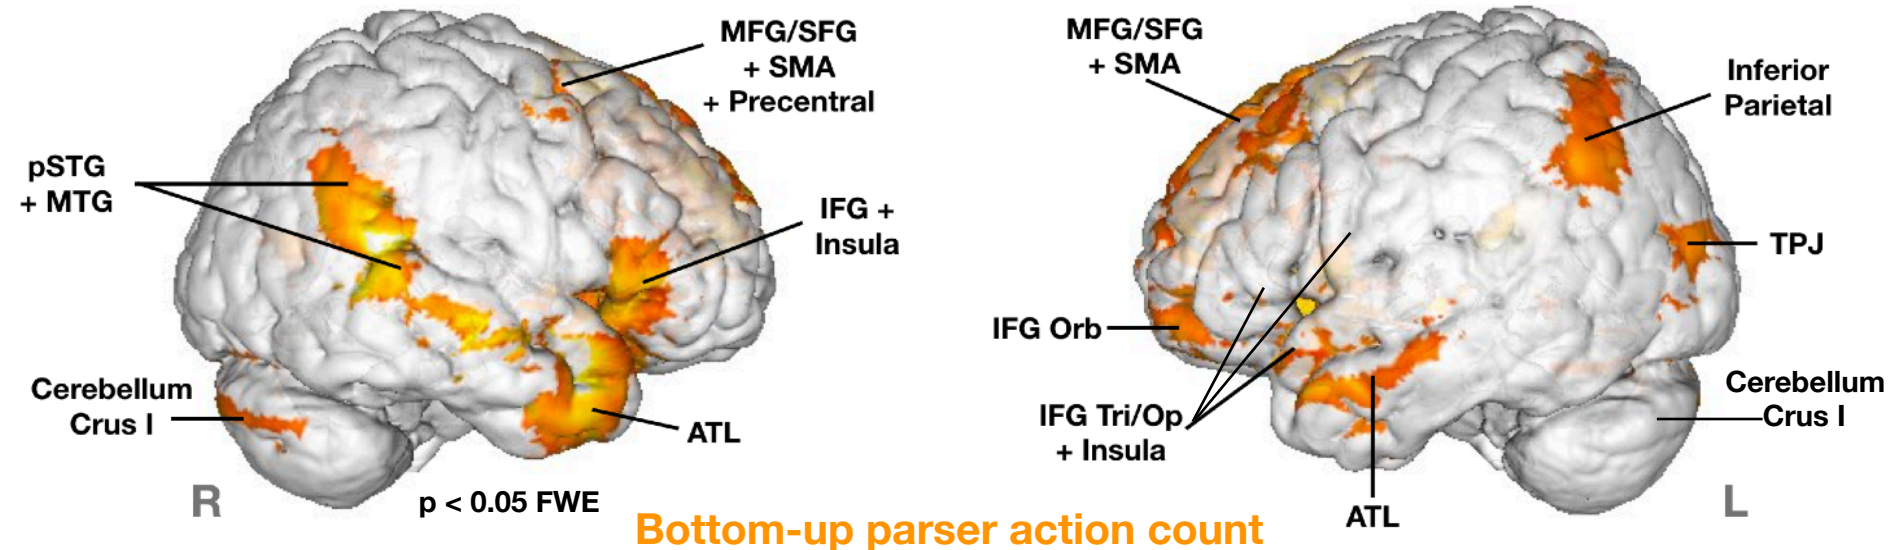 MFG/SFG
+ SMA
+ Precentral
pSTG
+ MTG
IFG +
Insula
Cerebellum
Crus I
ATL
R
p < 0.05 FWE
MFG/SFG
+ SMA
Inferior
Parietal
TPJ
IFG Orb
IFG Tri/Op
+ Insula
Cerebellum
Crus I
ATL
L
Bottom-up parser action count